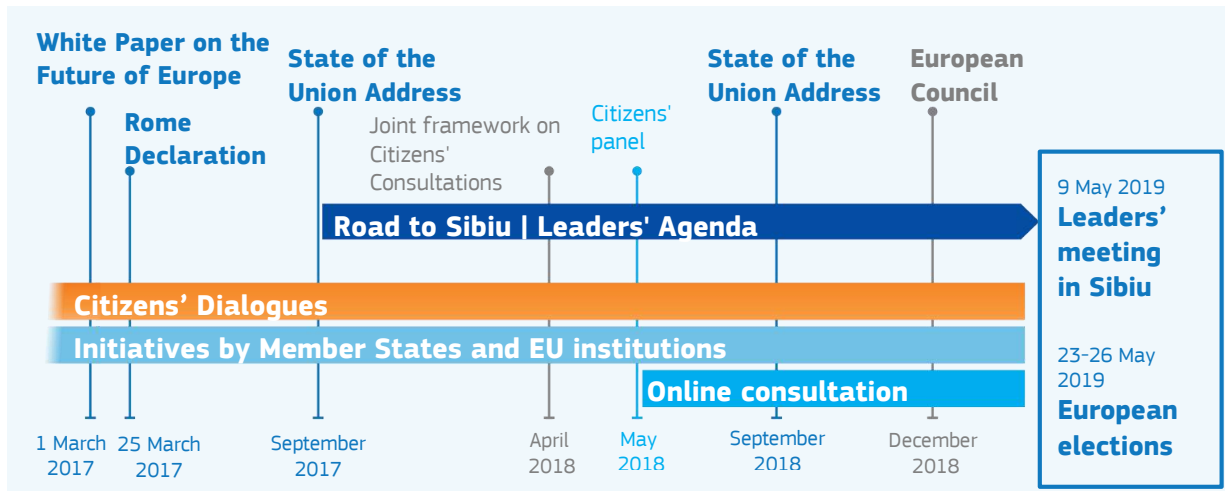 White Paper on the
Future of Europe
Rome
Declaration
State of the
Union Address
Joint framework on
Citizens'
Consultations
Citizens'
panel
State of the
Union Address
European
Council
Road to Sibiu | Leaders' Agenda
Citizens’ Dialogues
Initiatives by Member States and EU institutions
Online consultation
1 March
2017
25 March
2017
September
2017
April
2018
May
2018
September
2018
December
2018
9 May 2019
Leaders’
meeting
in Sibiu
23-26 May
2019
European
elections